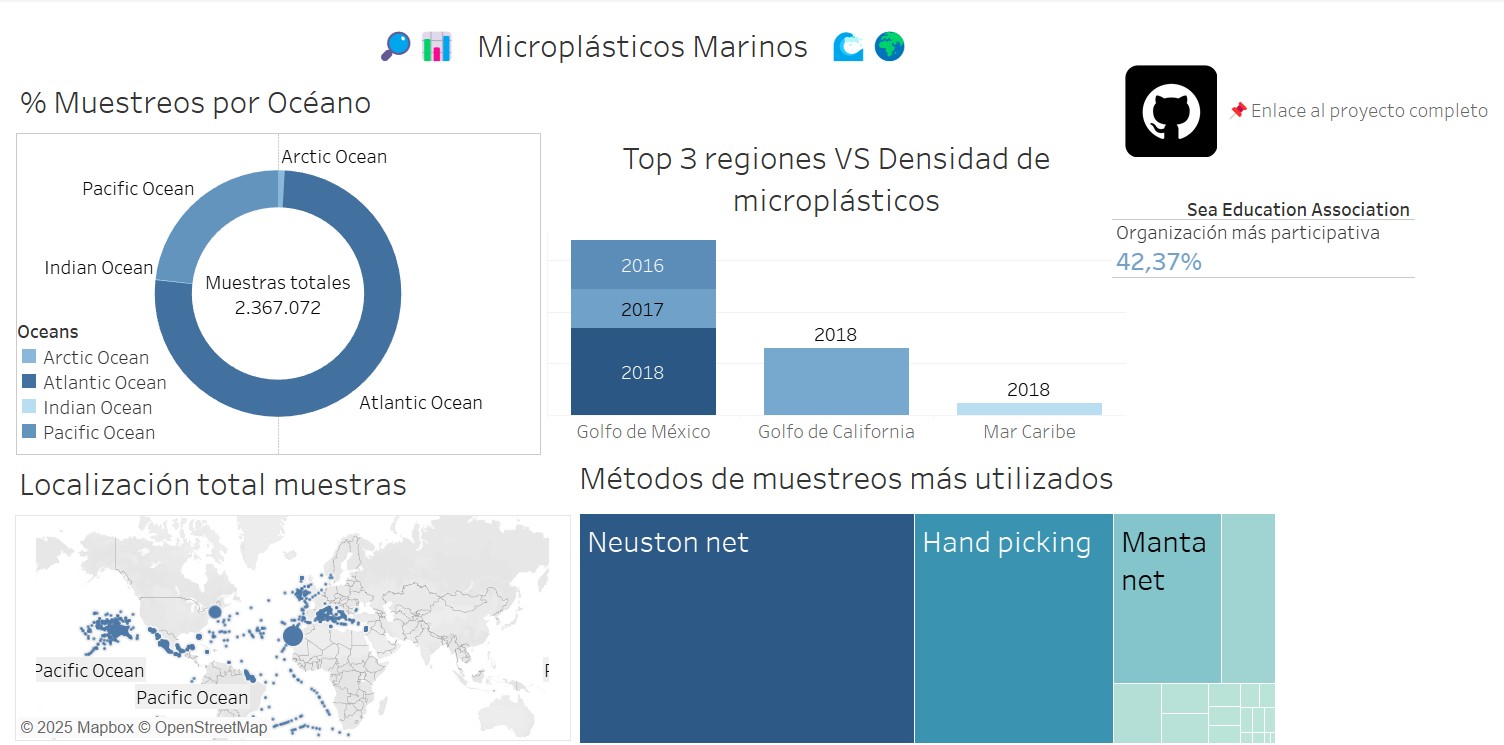 Microplásticos Marinos
% Muestreos por Océano
Arctic Ocean
Pacific Ocean
Indian Ocean
Muestras totales
2.367.072
Atlantic Ocean
Oceans
Arctic Ocean
Atlantic Ocean
Indian Ocean
Pacific Ocean
Top 3 regiones VS Densidad de
microplásticos
2016
2017
2018
2018
2018
Golfo de México
Golfo de California
Mar Caribe
Enlace al proyecto completo
Sea Education Association
Organización más participativa
42,37%
Localización total muestras
Pacific Ocean
Pacific Ocean
© 2025 Mapbox © OpenStreetMap
Métodos de muestreos más utilizados
Neuston net
Hand picking
Manta
net